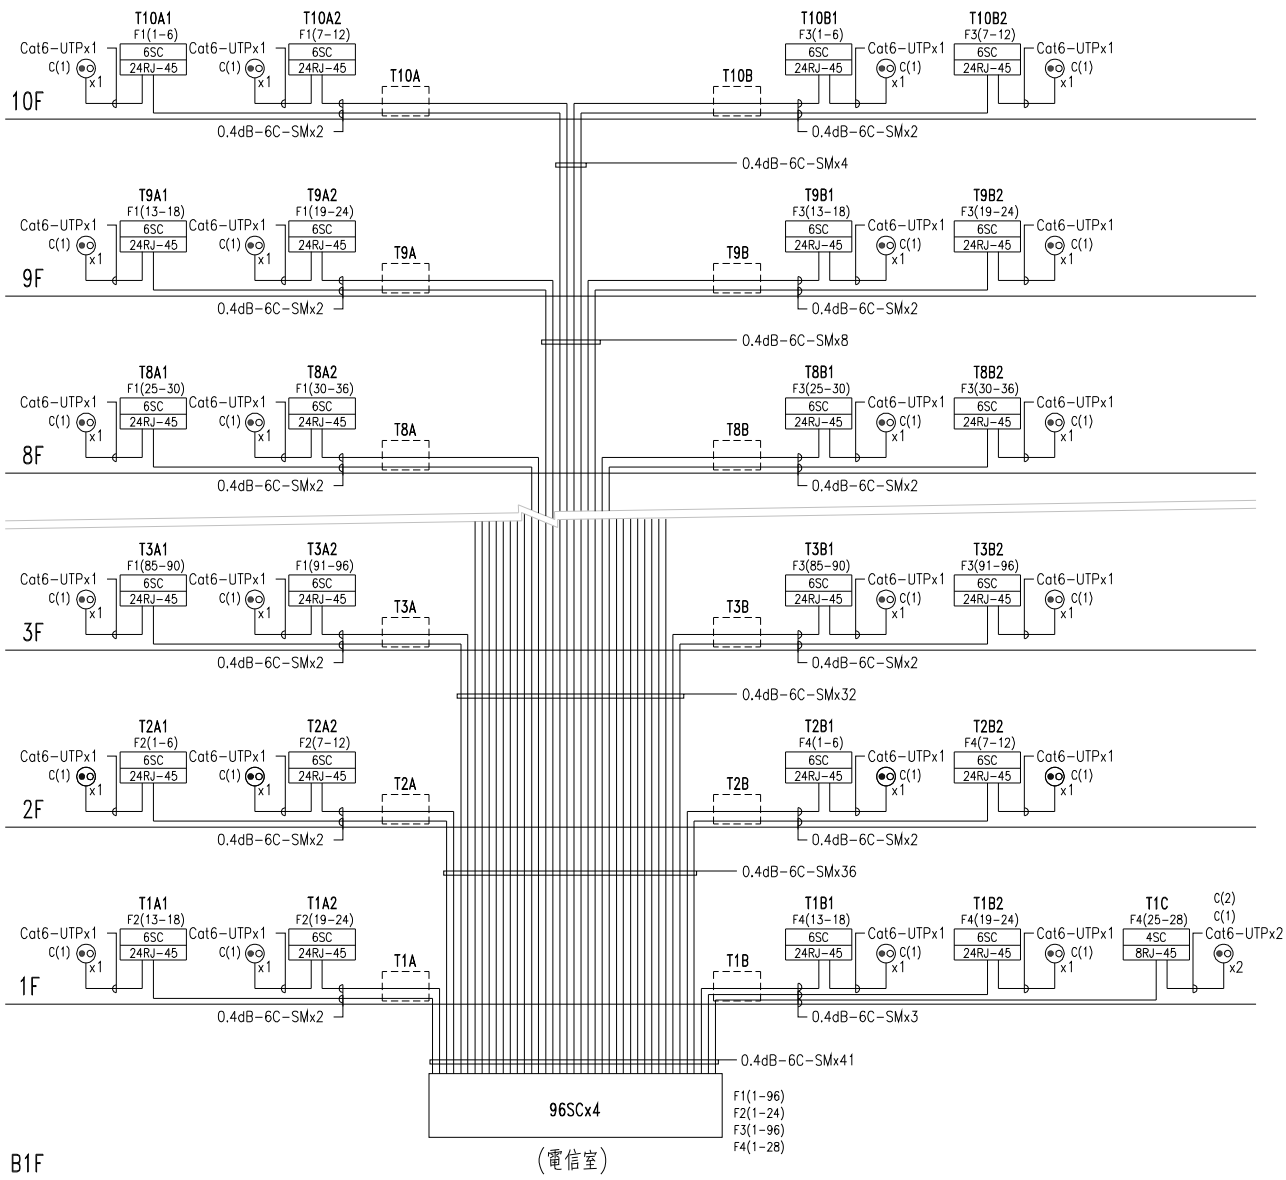 T10A1
F1(1-6)
Cat6-UTPx1
6SC
C(1)
24RJ-45
x1
T10A2
F1(7-12)
Cat6-UTPx1
6SC
C(1)
24RJ-45
x1
T10A
0.4dB-6C-SMx2
T10B
T10B1
F3(1-6)
6SC
24RJ-45
Cat6-UTPx1
C(1)
x1
T10B2
F3(7-12)
6SC
24RJ-45
Cat6-UTPx1
C(1)
x1
0.4dB-6C-SMx2
10F
0.4dB-6C-SMx4
T9A1
F1(13-18)
Cat6-UTPx1
6SC
C(1)
24RJ-45
x1
T9A2
F1(19-24)
Cat6-UTPx1
6SC
C(1)
24RJ-45
x1
T9A
0.4dB-6C-SMx2
T9B
T9B1
F3(13-18)
6SC
24RJ-45
Cat6-UTPx1
C(1)
x1
T9B2
F3(19-24)
6SC
24RJ-45
Cat6-UTPx1
C(1)
x1
0.4dB-6C-SMx2
9F
0.4dB-6C-SMx8
T8A1
F1(25-30)
Cat6-UTPx1
6SC
C(1)
24RJ-45
x1
T8A2
F1(30-36)
Cat6-UTPx1
6SC
C(1)
24RJ-45
x1
T8A
0.4dB-6C-SMx2
T8B
T8B1
F3(25-30)
6SC
24RJ-45
Cat6-UTPx1
C(1)
x1
T8B2
F3(30-36)
6SC
24RJ-45
Cat6-UTPx1
C(1)
x1
0.4dB-6C-SMx2
8F
T3A1
F1(85-90)
Cat6-UTPx1
6SC
C(1)
24RJ-45
x1
T3A2
F1(91-96)
Cat6-UTPx1
6SC
C(1)
24RJ-45
x1
T3A
0.4dB-6C-SMx2
T3B
T3B1
F3(85-90)
6SC
24RJ-45
Cat6-UTPx1
C(1)
x1
T3B2
F3(91-96)
6SC
24RJ-45
Cat6-UTPx1
C(1)
x1
0.4dB-6C-SMx2
3F
0.4dB-6C-SMx32
T2A1
F2(1-6)
Cat6-UTPx1
6SC
C(1)
24RJ-45
x1
T2A2
F2(7-12)
Cat6-UTPx1
6SC
C(1)
24RJ-45
x1
T2A
0.4dB-6C-SMx2
T2B
T2B1
F4(1-6)
6SC
24RJ-45
Cat6-UTPx1
C(1)
x1
T2B2
F4(7-12)
6SC
24RJ-45
Cat6-UTPx1
C(1)
x1
0.4dB-6C-SMx2
2F
0.4dB-6C-SMx36
T1A1
F2(13-18)
Cat6-UTPx1
6SC
C(1)
24RJ-45
x1
T1A2
F2(19-24)
Cat6-UTPx1
6SC
C(1)
24RJ-45
x1
T1A
0.4dB-6C-SMx2
T1B
T1B1
F4(13-18)
6SC
24RJ-45
Cat6-UTPx1
C(1)
x1
T1B2
F4(19-24)
6SC
24RJ-45
Cat6-UTPx1
C(1)
x1
T1C
F4(25-28)
4SC
8RJ-45
C(2)
C(1)
Cat6-UTPx2
x2
0.4dB-6C-SMx3
1F
0.4dB-6C-SMx41
96SCx4
F1(1-96)
F2(1-24)
F3(1-96)
F4(1-28)
(電信室)
B1F